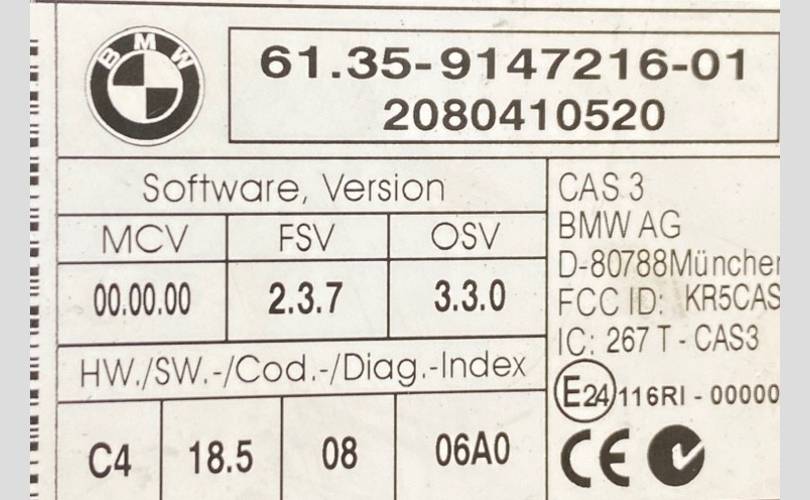 BMW
61.35-9147216-01
2080410520
Software, Version
MCV FSV OSV
00.00.00 2.3.7 3.3.0
HW./SW.-/Cod.-/Diag.-Index
C4 18.5 08 06A0
CAS 3
BMW AG
D-80788 München
FCC ID: KR5CAS
IC: 267 T - CAS3
E24 116RI - 00000
CE